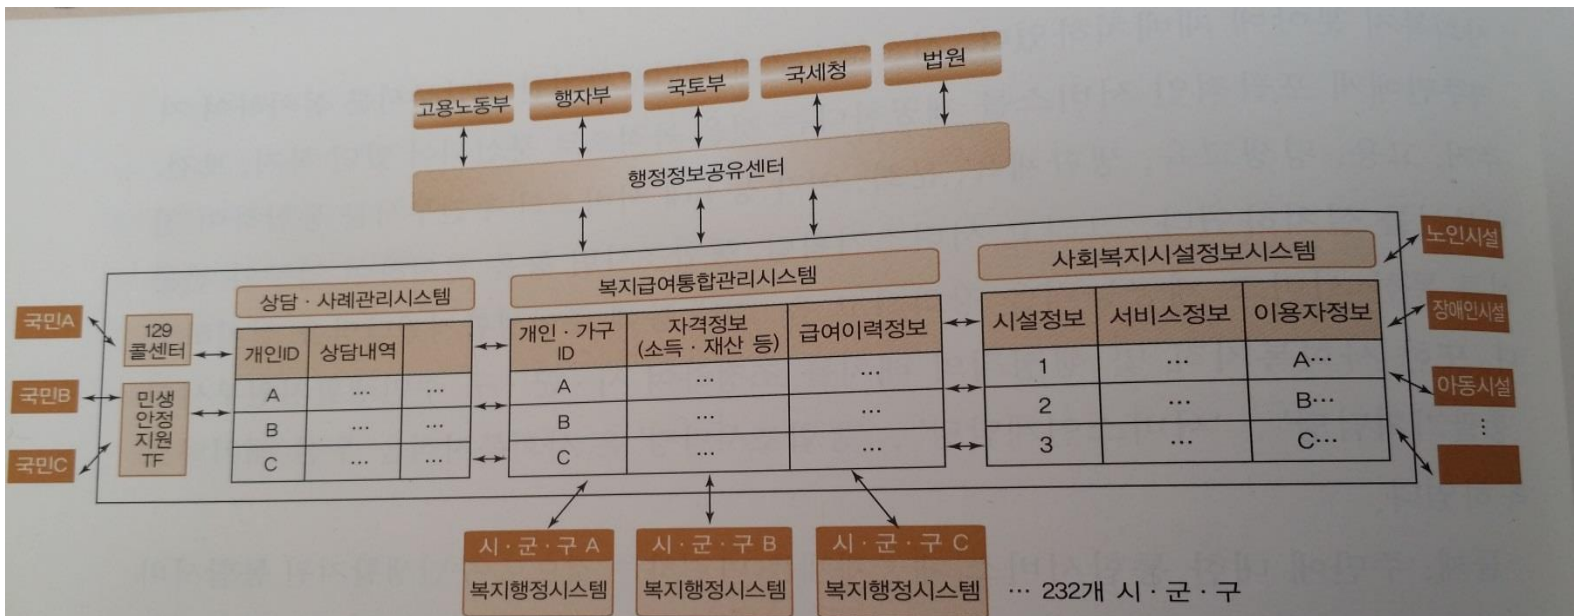 고용노동부 행자부 국토부 국세청 법원
행정정보공유센터
상담·사례관리시스템 복지급여통합관리시스템 사회복지시설정보시스템
국민A
국민B
국민C
129
콜센터
민생
안정
지원
TF
개인ID 상담내역
A … …
B … …
C … …
개인·가구
ID
자격정보
(소득·재산 등)
급여이력정보
A … …
B … …
C … …
시설정보 서비스정보 이용자정보
1 … A…
2 … B…
3 … C…
노인시설
장애인시설
아동시설
⋮
시·군·구 A 시·군·구 B 시·군·구 C
복지행정시스템 복지행정시스템 복지행정시스템 … 232개 시·군·구